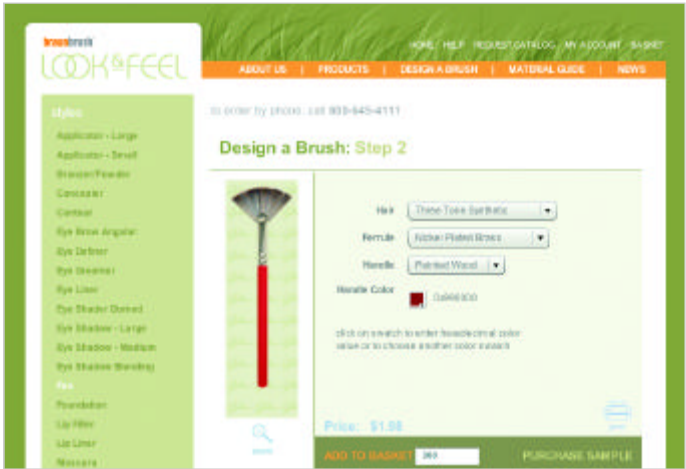 braunbrush
LOOK & FEEL
HOME HELP REQUEST CATALOG MY ACCOUNT BASKET
ABOUT US | PRODUCTS | DESIGN A BRUSH | MATERIAL GUIDE | NEWS
styles
Applicator - Large
Applicator - Small
Bronzer/Powder
Concealer
Contour
Eye Brow Angular
Eye Definer
Eye Groomer
Eye Liner
Eye Shader Domed
Eye Shadow - Large
Eye Shadow - Medium
Eye Shadow Blending
Fan
Foundation
Lip Filler
Lip Liner
Mascara
to order by phone, call 800-645-4111
Design a Brush: Step 2
Hair Three-Tone Synthetic
Ferrule Nickel Plated Brass
Handle Painted Wood
Handle Color
click on swatch to enter hexadecimal color
value or to choose another color swatch
Price: $1.98
ADD TO BASKET 360 PURCHASE SAMPLE